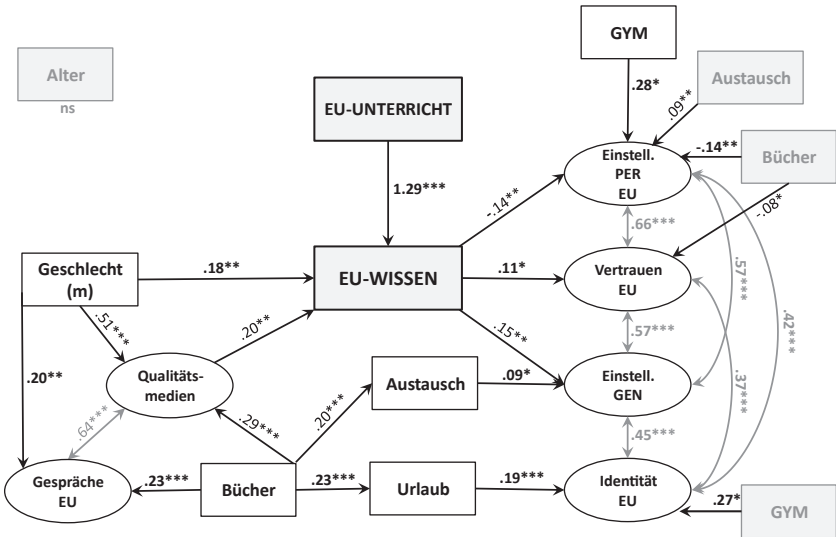 GYM
Alter
ns
Austausch
.28*
.09**
EU-UNTERRICHT
Einstell.
PER
EU
-.14**
Bücher
1.29***
-.14**
.66***
-.08*
Geschlecht
(m)
.18**
EU-WISSEN
.11*
Vertrauen
EU
.57***
.51***
.20**
.15**
.57***
.42***
.20**
Qualitäts-
medien
Austausch
.09*
Einstell.
GEN
.37***
.64***
.29***
.20***
.45***
Gespräche
EU
.23***
Bücher
.23***
Urlaub
.19***
Identität
EU
.27*
GYM